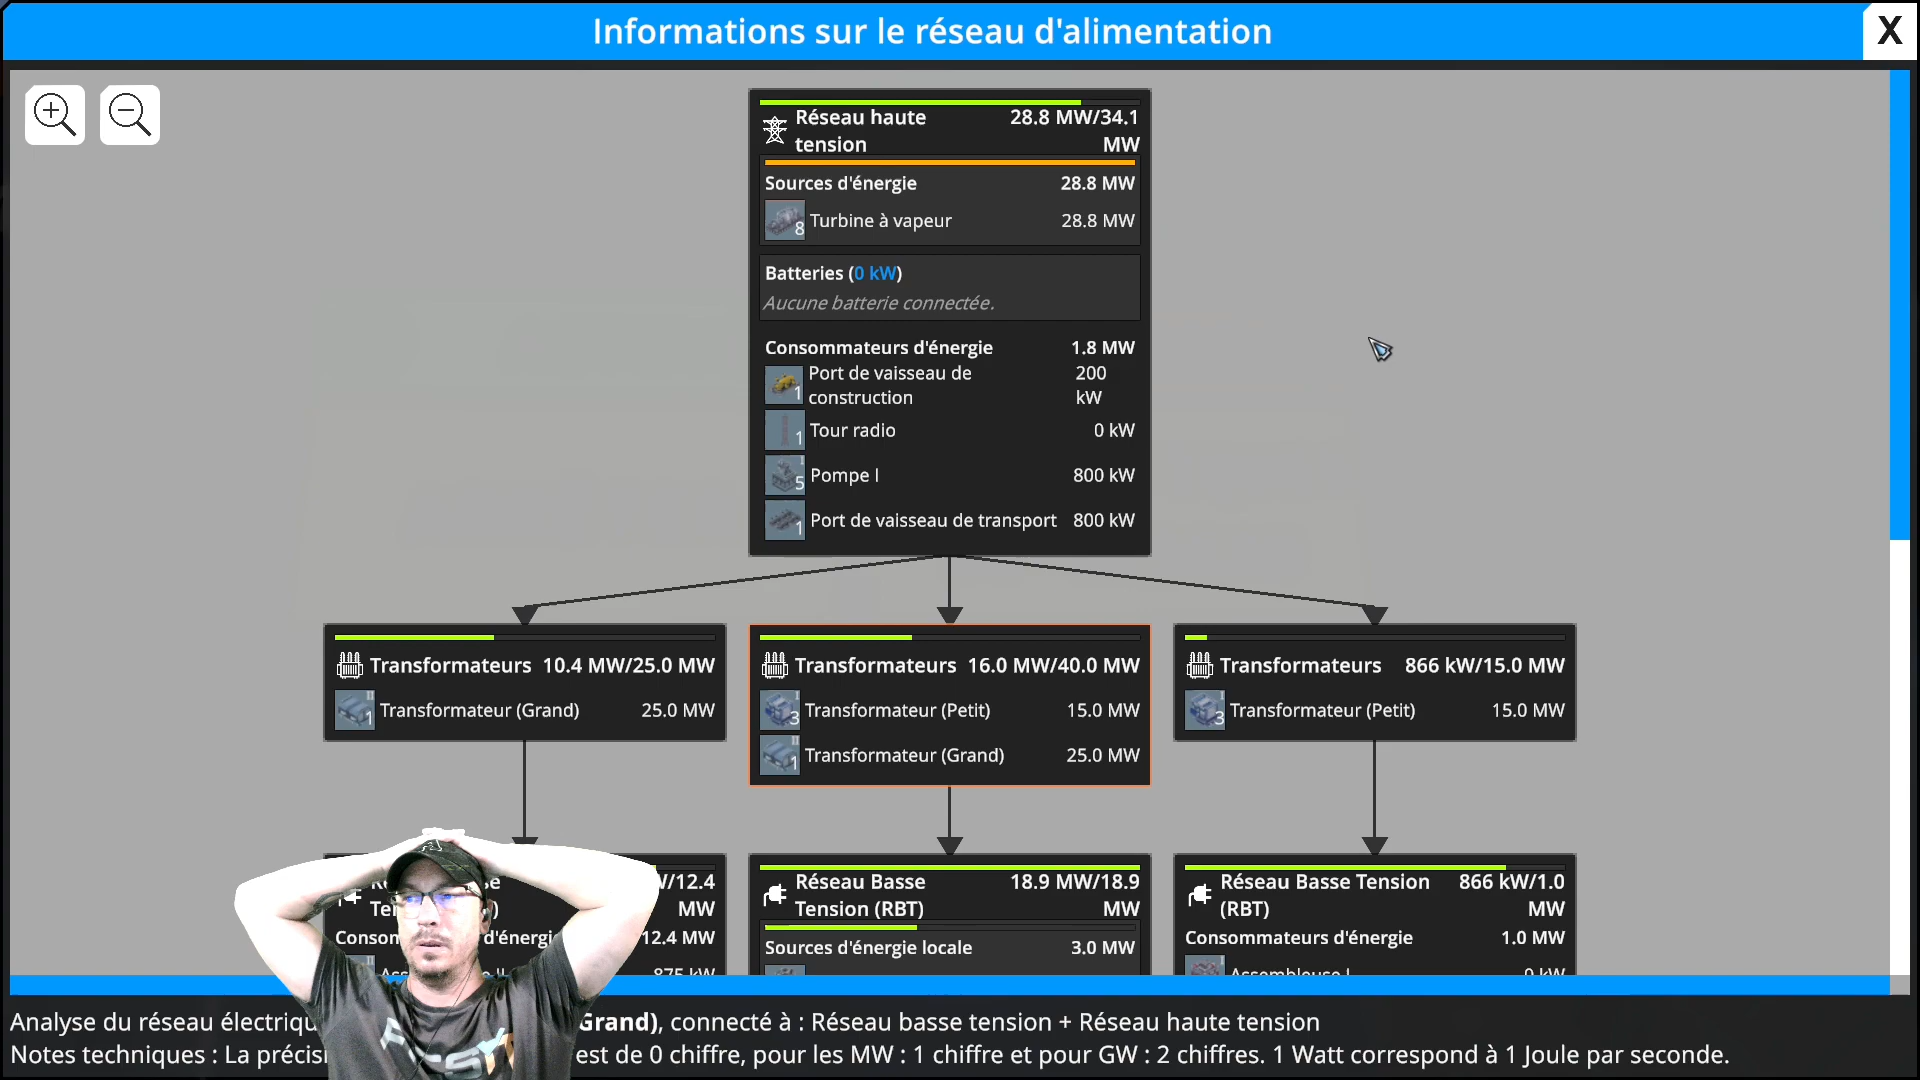 Informations sur le réseau d'alimentation
X
Réseau haute tension 28.8 MW/34.1 MW
Sources d'énergie 28.8 MW
8 Turbine à vapeur 28.8 MW
Batteries (0 kW)
Aucune batterie connectée.
Consommateurs d'énergie 1.8 MW
1 Port de vaisseau de construction 200 kW
1 Tour radio 0 kW
I 5 Pompe I 800 kW
1 Port de vaisseau de transport 800 kW
Transformateurs 10.4 MW/25.0 MW
II 1 Transformateur (Grand) 25.0 MW
Transformateurs 16.0 MW/40.0 MW
I 3 Transformateur (Petit) 15.0 MW
II 1 Transformateur (Grand) 25.0 MW
Transformateurs 866 kW/15.0 MW
I 3 Transformateur (Petit) 15.0 MW
/12.4 MW
Conson d'énergi 12.4 MW
875 kW
Réseau Basse Tension (RBT) 18.9 MW/18.9 MW
Sources d'énergie locale 3.0 MW
Réseau Basse Tension (RBT) 866 kW/1.0 MW
Consommateurs d'énergie 1.0 MW
Assembleuse I 0 kW
Analyse du réseau électriqu Grand), connecté à : Réseau basse tension + Réseau haute tension
Notes techniques : La précisi est de 0 chiffre, pour les MW : 1 chiffre et pour GW : 2 chiffres. 1 Watt correspond à 1 Joule par seconde.